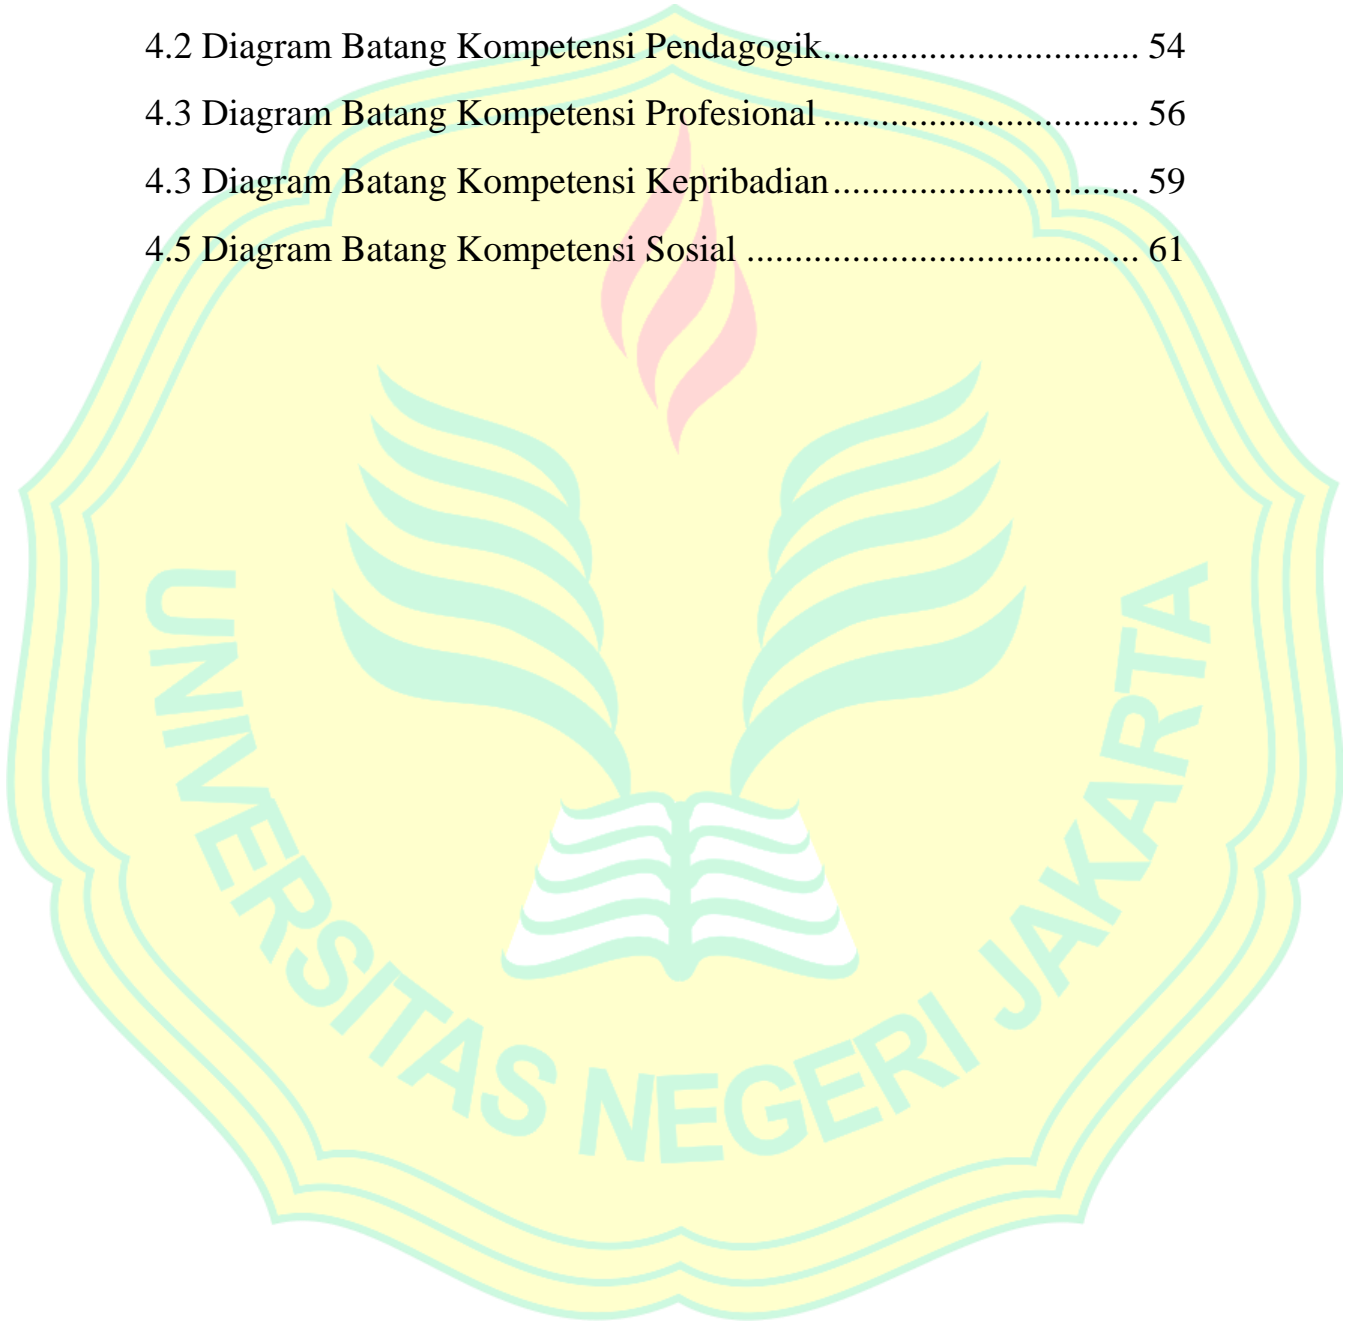 4.2 Diagram Batang Kompetensi Pendagogik.................................. 54
4.3 Diagram Batang Kompetensi Profesional .................................. 56
4.3 Diagram Batang Kompetensi Kepribadian................................. 59
4.5 Diagram Batang Kompetensi Sosial .......................................... 61
UNIVERSITAS NEGERI JAKARTA